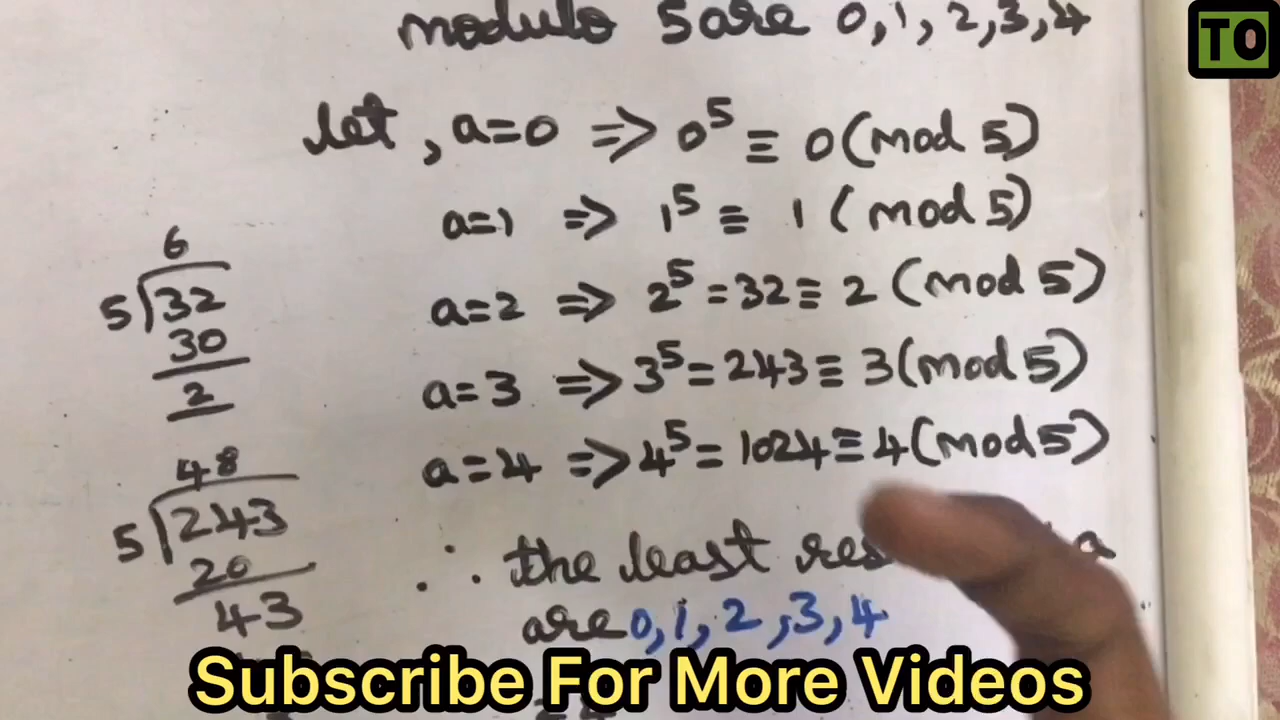 modulo 5 are 0, 1, 2, 3, 4
TO
let, a=0 => 0⁵ ≡ 0 (mod 5)
a=1 => 1⁵ ≡ 1 (mod 5)
a=2 => 2⁵ = 32 ≡ 2 (mod 5)
a=3 => 3⁵ = 243 ≡ 3 (mod 5)
a=4 => 4⁵ = 1024 ≡ 4 (mod 5)
6
5)32
30
2
48
5)243
20
43
∴ the least a
are 0, 1, 2, 3, 4
Subscribe For More Videos